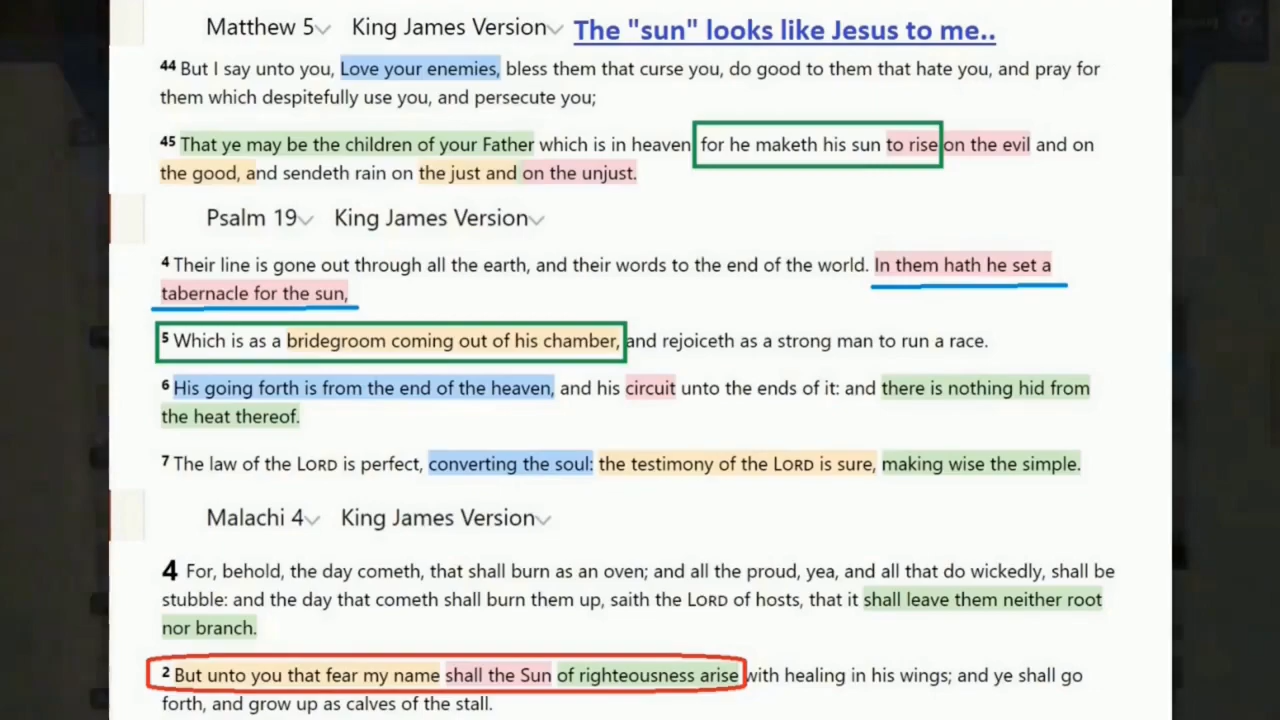 Matthew 5 King James Version The "sun" looks like Jesus to me..
44 But I say unto you, Love your enemies, bless them that curse you, do good to them that hate you, and pray for
them which despitefully use you, and persecute you;
45 That ye may be the children of your Father which is in heaven for he maketh his sun to rise on the evil and on
the good, and sendeth rain on the just and on the unjust.
Psalm 19 King James Version
4 Their line is gone out through all the earth, and their words to the end of the world. In them hath he set a
tabernacle for the sun,
5 Which is as a bridegroom coming out of his chamber, and rejoiceth as a strong man to run a race.
6 His going forth is from the end of the heaven, and his circuit unto the ends of it: and there is nothing hid from
the heat thereof.
7 The law of the LORD is perfect, converting the soul: the testimony of the LORD is sure, making wise the simple.
Malachi 4 King James Version
4 For, behold, the day cometh, that shall burn as an oven; and all the proud, yea, and all that do wickedly, shall be
stubble: and the day that cometh shall burn them up, saith the LORD of hosts, that it shall leave them neither root
nor branch.
2 But unto you that fear my name shall the Sun of righteousness arise with healing in his wings; and ye shall go
forth, and grow up as calves of the stall.